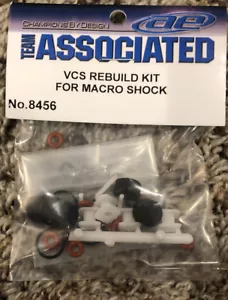 CHAMPIONS BY DESIGN
ae
TEAM ASSOCIATED
VCS REBUILD KIT
FOR MACRO SHOCK
No.8456